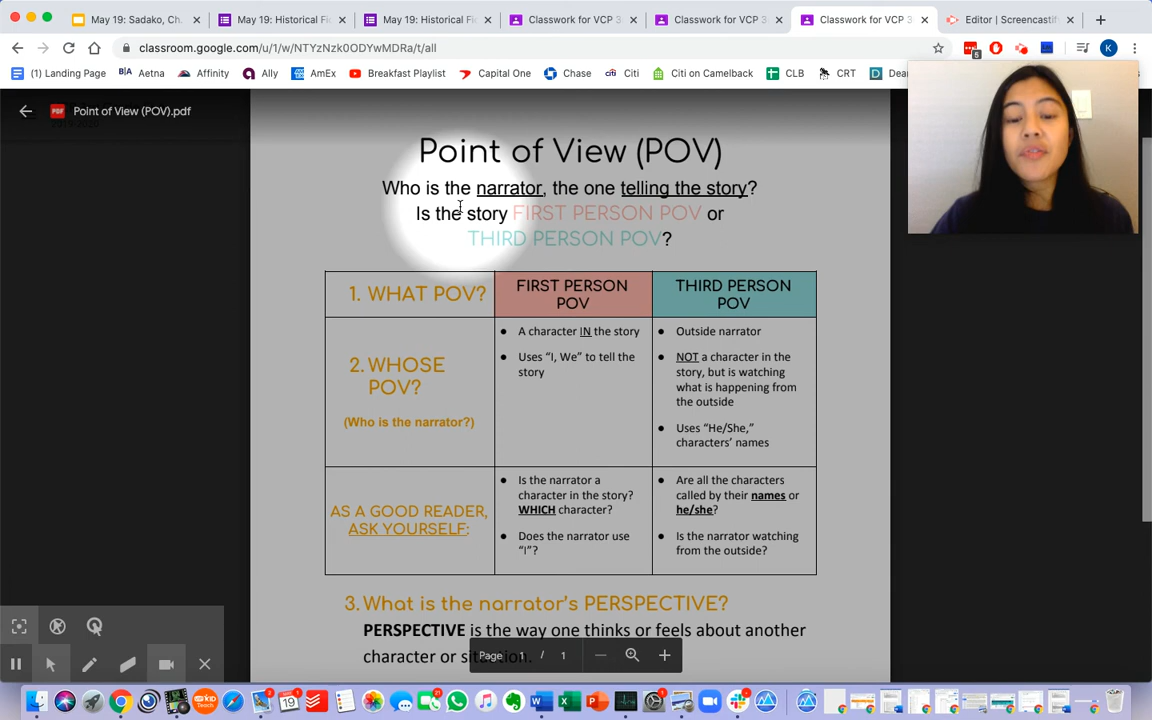 May 19: Sadako, Ch.
May 19: Historical Fic
May 19: Historical Fi
Classwork for VCP 3
Classwork for VCP 3
Classwork for VCP 3
Editor | Screencastif
classroom.google.com/u/1/w/NTYzNzk0ODYwMDRa/t/all
6
K
(1) Landing Page
Aetna
Affinity
Ally
AmEx
Breakfast Playlist
Capital One
Chase
Citi
Citi on Camelback
CLB
CRT
Point of View (POV).pdf
Point of View (POV)
Who is the narrator, the one telling the story?
Is the story FIRST PERSON POV or
THIRD PERSON POV?
1. WHAT POV?
FIRST PERSON
POV
THIRD PERSON
POV
2. WHOSE
POV?
(Who is the narrator?)
• A character IN the story
• Uses “I, We” to tell the
story
• Outside narrator
• NOT a character in the
story, but is watching
what is happening from
the outside
• Uses “He/She,”
characters’ names
AS A GOOD READER,
ASK YOURSELF:
• Is the narrator a
character in the story?
WHICH character?
• Does the narrator use
“I”?
• Are all the characters
called by their names or
he/she?
• Is the narrator watching
from the outside?
3. What is the narrator’s PERSPECTIVE?
PERSPECTIVE is the way one thinks or feels about another
character or situation.
Page 1 / 1